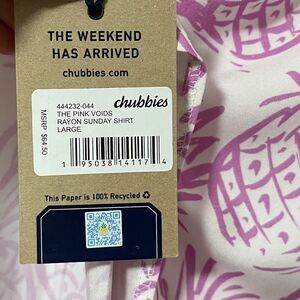 THE WEEKEND
HAS ARRIVED
chubbies.com
444232-044
chubbies
THE PINK VOIDS
RAYON SUNDAY SHIRT
LARGE
MSRP $64.50
1 95038 14117 4
This Paper is 100% Recycled